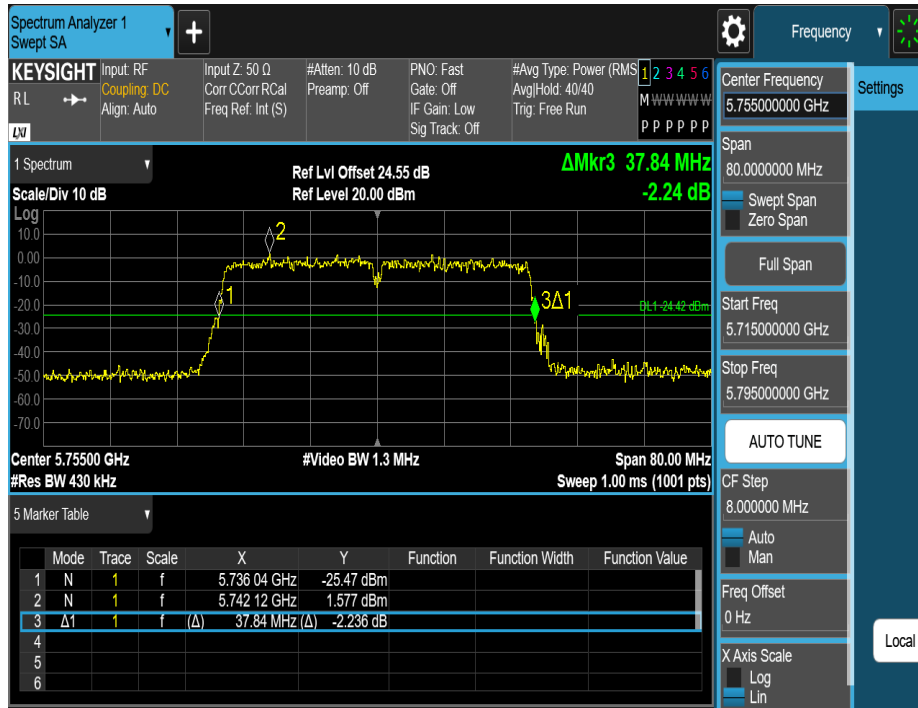 Spectrum Analyzer 1
Swept SA
+
Frequency
KEYSIGHT
RL
LXI
Input: RF
Coupling: DC
Align: Auto
Input Z: 50 Ω
Corr CCorr RCal
Freq Ref: Int (S)
#Atten: 10 dB
Preamp: Off
PNO: Fast
Gate: Off
IF Gain: Low
Sig Track: Off
#Avg Type: Power (RMS
Avg|Hold: 40/40
Trig: Free Run
1 2 3 4 5 6
M W W W W W
P P P P P P
1 Spectrum
Scale/Div 10 dB
Ref Lvl Offset 24.55 dB
Ref Level 20.00 dBm
ΔMkr3 37.84 MHz
-2.24 dB
Log
10.0
0.00
-10.0
-20.0
-30.0
-40.0
-50.0
-60.0
-70.0
2
1
3Δ1
DL1 -24.42 dBm
Center 5.75500 GHz
#Video BW 1.3 MHz
Span 80.00 MHz
#Res BW 430 kHz
Sweep 1.00 ms (1001 pts)
5 Marker Table
Mode Trace Scale X Y Function Function Width Function Value
1 N 1 f 5.736 04 GHz -25.47 dBm
2 N 1 f 5.742 12 GHz 1.577 dBm
3 Δ1 1 f (Δ) 37.84 MHz (Δ) -2.236 dB
4
5
6
Center Frequency
5.755000000 GHz
Settings
Span
80.0000000 MHz
Swept Span
Zero Span
Full Span
Start Freq
5.715000000 GHz
Stop Freq
5.795000000 GHz
AUTO TUNE
CF Step
8.000000 MHz
Auto
Man
Freq Offset
0 Hz
Local
X Axis Scale
Log
Lin